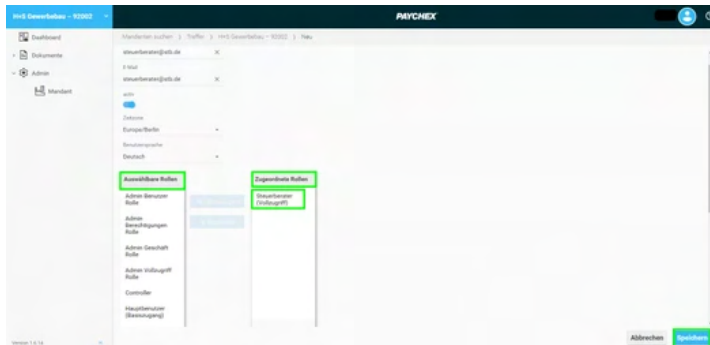 H+S Gewerbebau - 92002
PAYCHEX
Dashboard
Dokumente
Admin
Mandant
Mandanten suchen > Treffer > H+S Gewerbebau - 92002 > Neu
steuerberater@stb.de ×
E-Mail
steuerberater@stb.de ×
aktiv
Zeitzone
Europa/Berlin
Benutzersprache
Deutsch
Auswählbare Rollen
Admin Benutzer
Rolle
Admin
Berechtigungen
Rolle
Admin Geschäft
Rolle
Admin Vollzugriff
Rolle
Controller
Hauptbenutzer
(Basiszugang)
Zugeordnete Rollen
Steuerberater
(Vollzugriff)
Abbrechen
Speichern